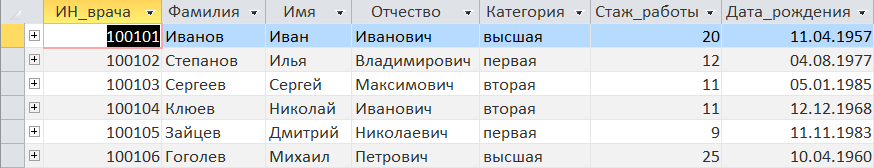 ИН_врача Фамилия Имя Отчество Категория Стаж_работы Дата_рождения
100101 Иванов Иван Иванович высшая 20 11.04.1957
100102 Степанов Илья Владимирович первая 12 04.08.1977
100103 Сергеев Сергей Максимович вторая 11 05.01.1985
100104 Клюев Николай Иванович вторая 11 12.12.1968
100105 Зайцев Дмитрий Николаевич первая 9 11.11.1983
100106 Гоголев Михаил Петрович высшая 25 10.04.1960